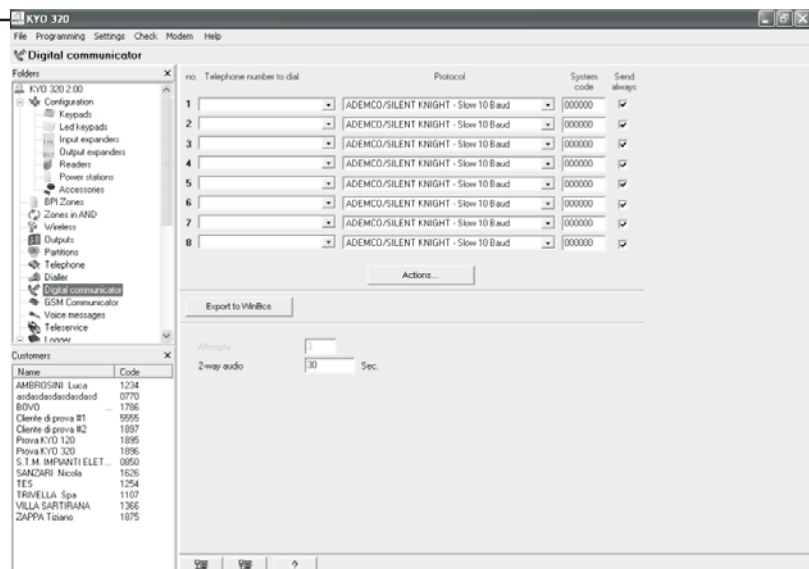 KYO 320
File Programming Settings Check Modem Help
Digital communicator
Folders
KYO 320 2:00
Configuration
Keypads
Led keypads
Input expanders
Output expanders
Readers
Power stations
Accessories
BPI Zones
Zones in AND
Wireless
Outputs
Partitions
Telephone
Dialler
Digital communicator
GSM Communicator
Voice messages
Teleservice
Logger
Customers
Name Code
AMBROSINI Luca 1234
asdasdasdasdasd 0770
BOVO ... 1786
Cliente di prova #1 5555
Cliente di prova #2 1897
Prova KYO 120 1895
Prova KYO 320 1896
S.T.M. IMPIANTI ELET... 0850
SANZARI Nicola 1626
TES 1254
TRIVELLA Spa 1107
VILLA SARTIRANA 1366
ZAPPA Tiziano 1875
no. Telephone number to dial Protocol System code Send always
1 ADEMCO/SILENT KNIGHT - Slow 10 Baud 000000
2 ADEMCO/SILENT KNIGHT - Slow 10 Baud 000000
3 ADEMCO/SILENT KNIGHT - Slow 10 Baud 000000
4 ADEMCO/SILENT KNIGHT - Slow 10 Baud 000000
5 ADEMCO/SILENT KNIGHT - Slow 10 Baud 000000
6 ADEMCO/SILENT KNIGHT - Slow 10 Baud 000000
7 ADEMCO/SILENT KNIGHT - Slow 10 Baud 000000
8 ADEMCO/SILENT KNIGHT - Slow 10 Baud 000000
Actions...
Export to WinBcs
Attempts 3
2-way audio 30 Sec.
?